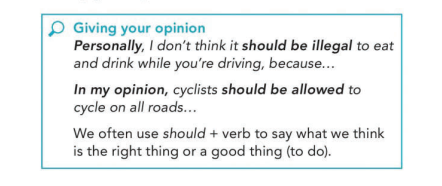 Giving your opinion
Personally, I don't think it should be illegal to eat
and drink while you're driving, because...
In my opinion, cyclists should be allowed to
cycle on all roads...
We often use should + verb to say what we think
is the right thing or a good thing (to do).